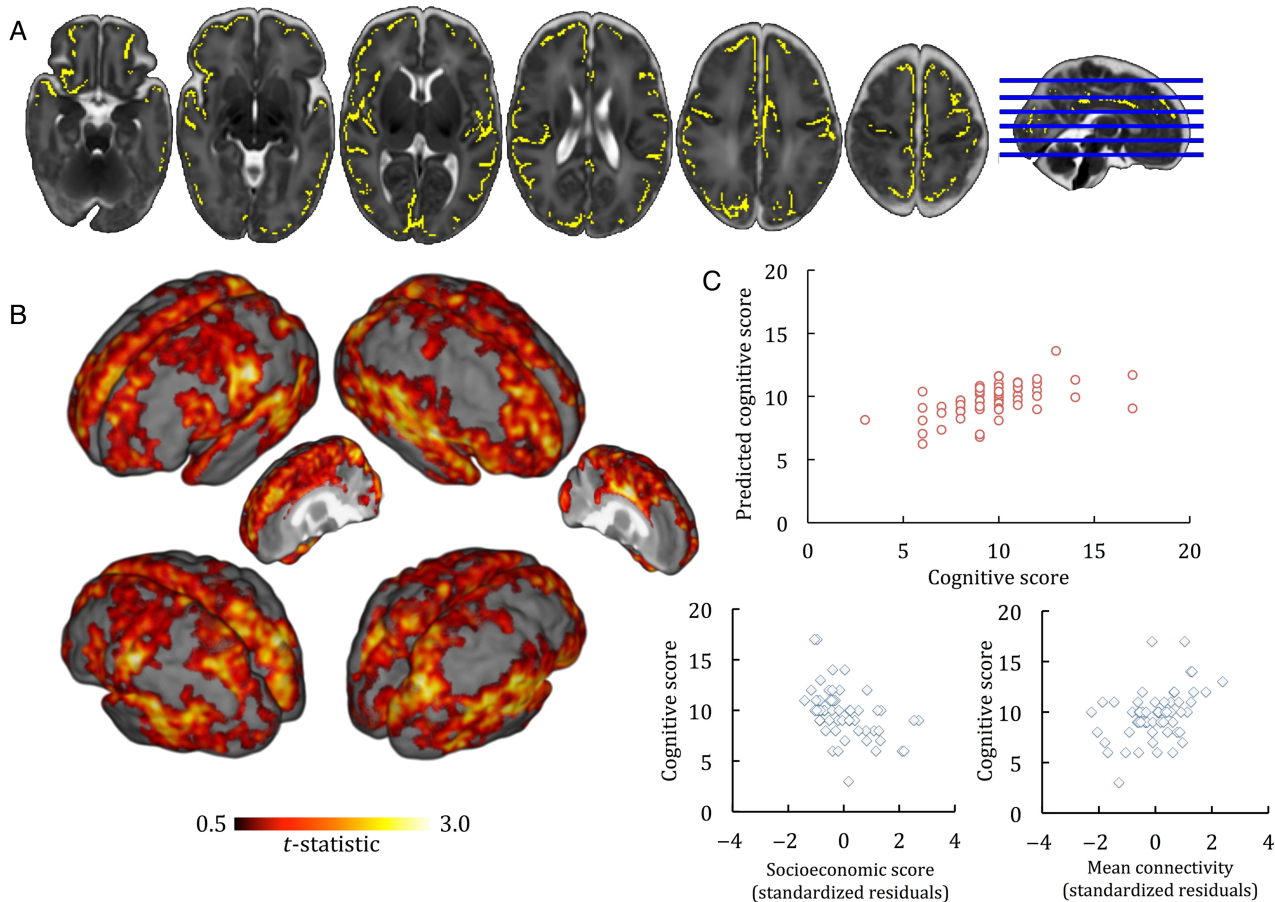 A
B
0.5 3.0
t-statistic
C
20
15
10
5
0
Predicted cognitive score
0 5 10 15 20
Cognitive score
20
15
10
5
0
Cognitive score
−4 −2 0 2 4
Socioeconomic score
(standardized residuals)
20
15
10
5
0
Cognitive score
−4 −2 0 2 4
Mean connectivity
(standardized residuals)